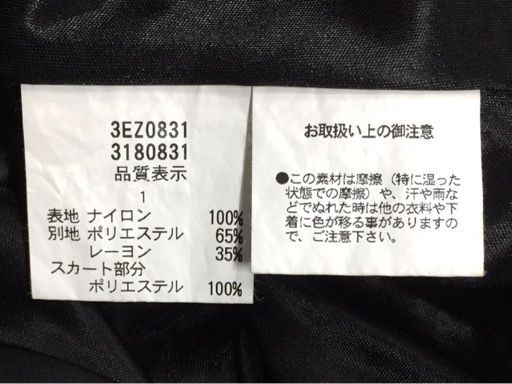 3EZ0831
3180831
品質表示
1
表地 ナイロン 100%
別地 ポリエステル 65%
レーヨン 35%
スカート部分
ポリエステル 100%
お取扱い上の御注意
●この素材は摩擦（特に湿った
状態での摩擦）や、汗や雨な
どでぬれた時は他の衣料や下
着に色が移る事がありますの
で、ご注意下さい。